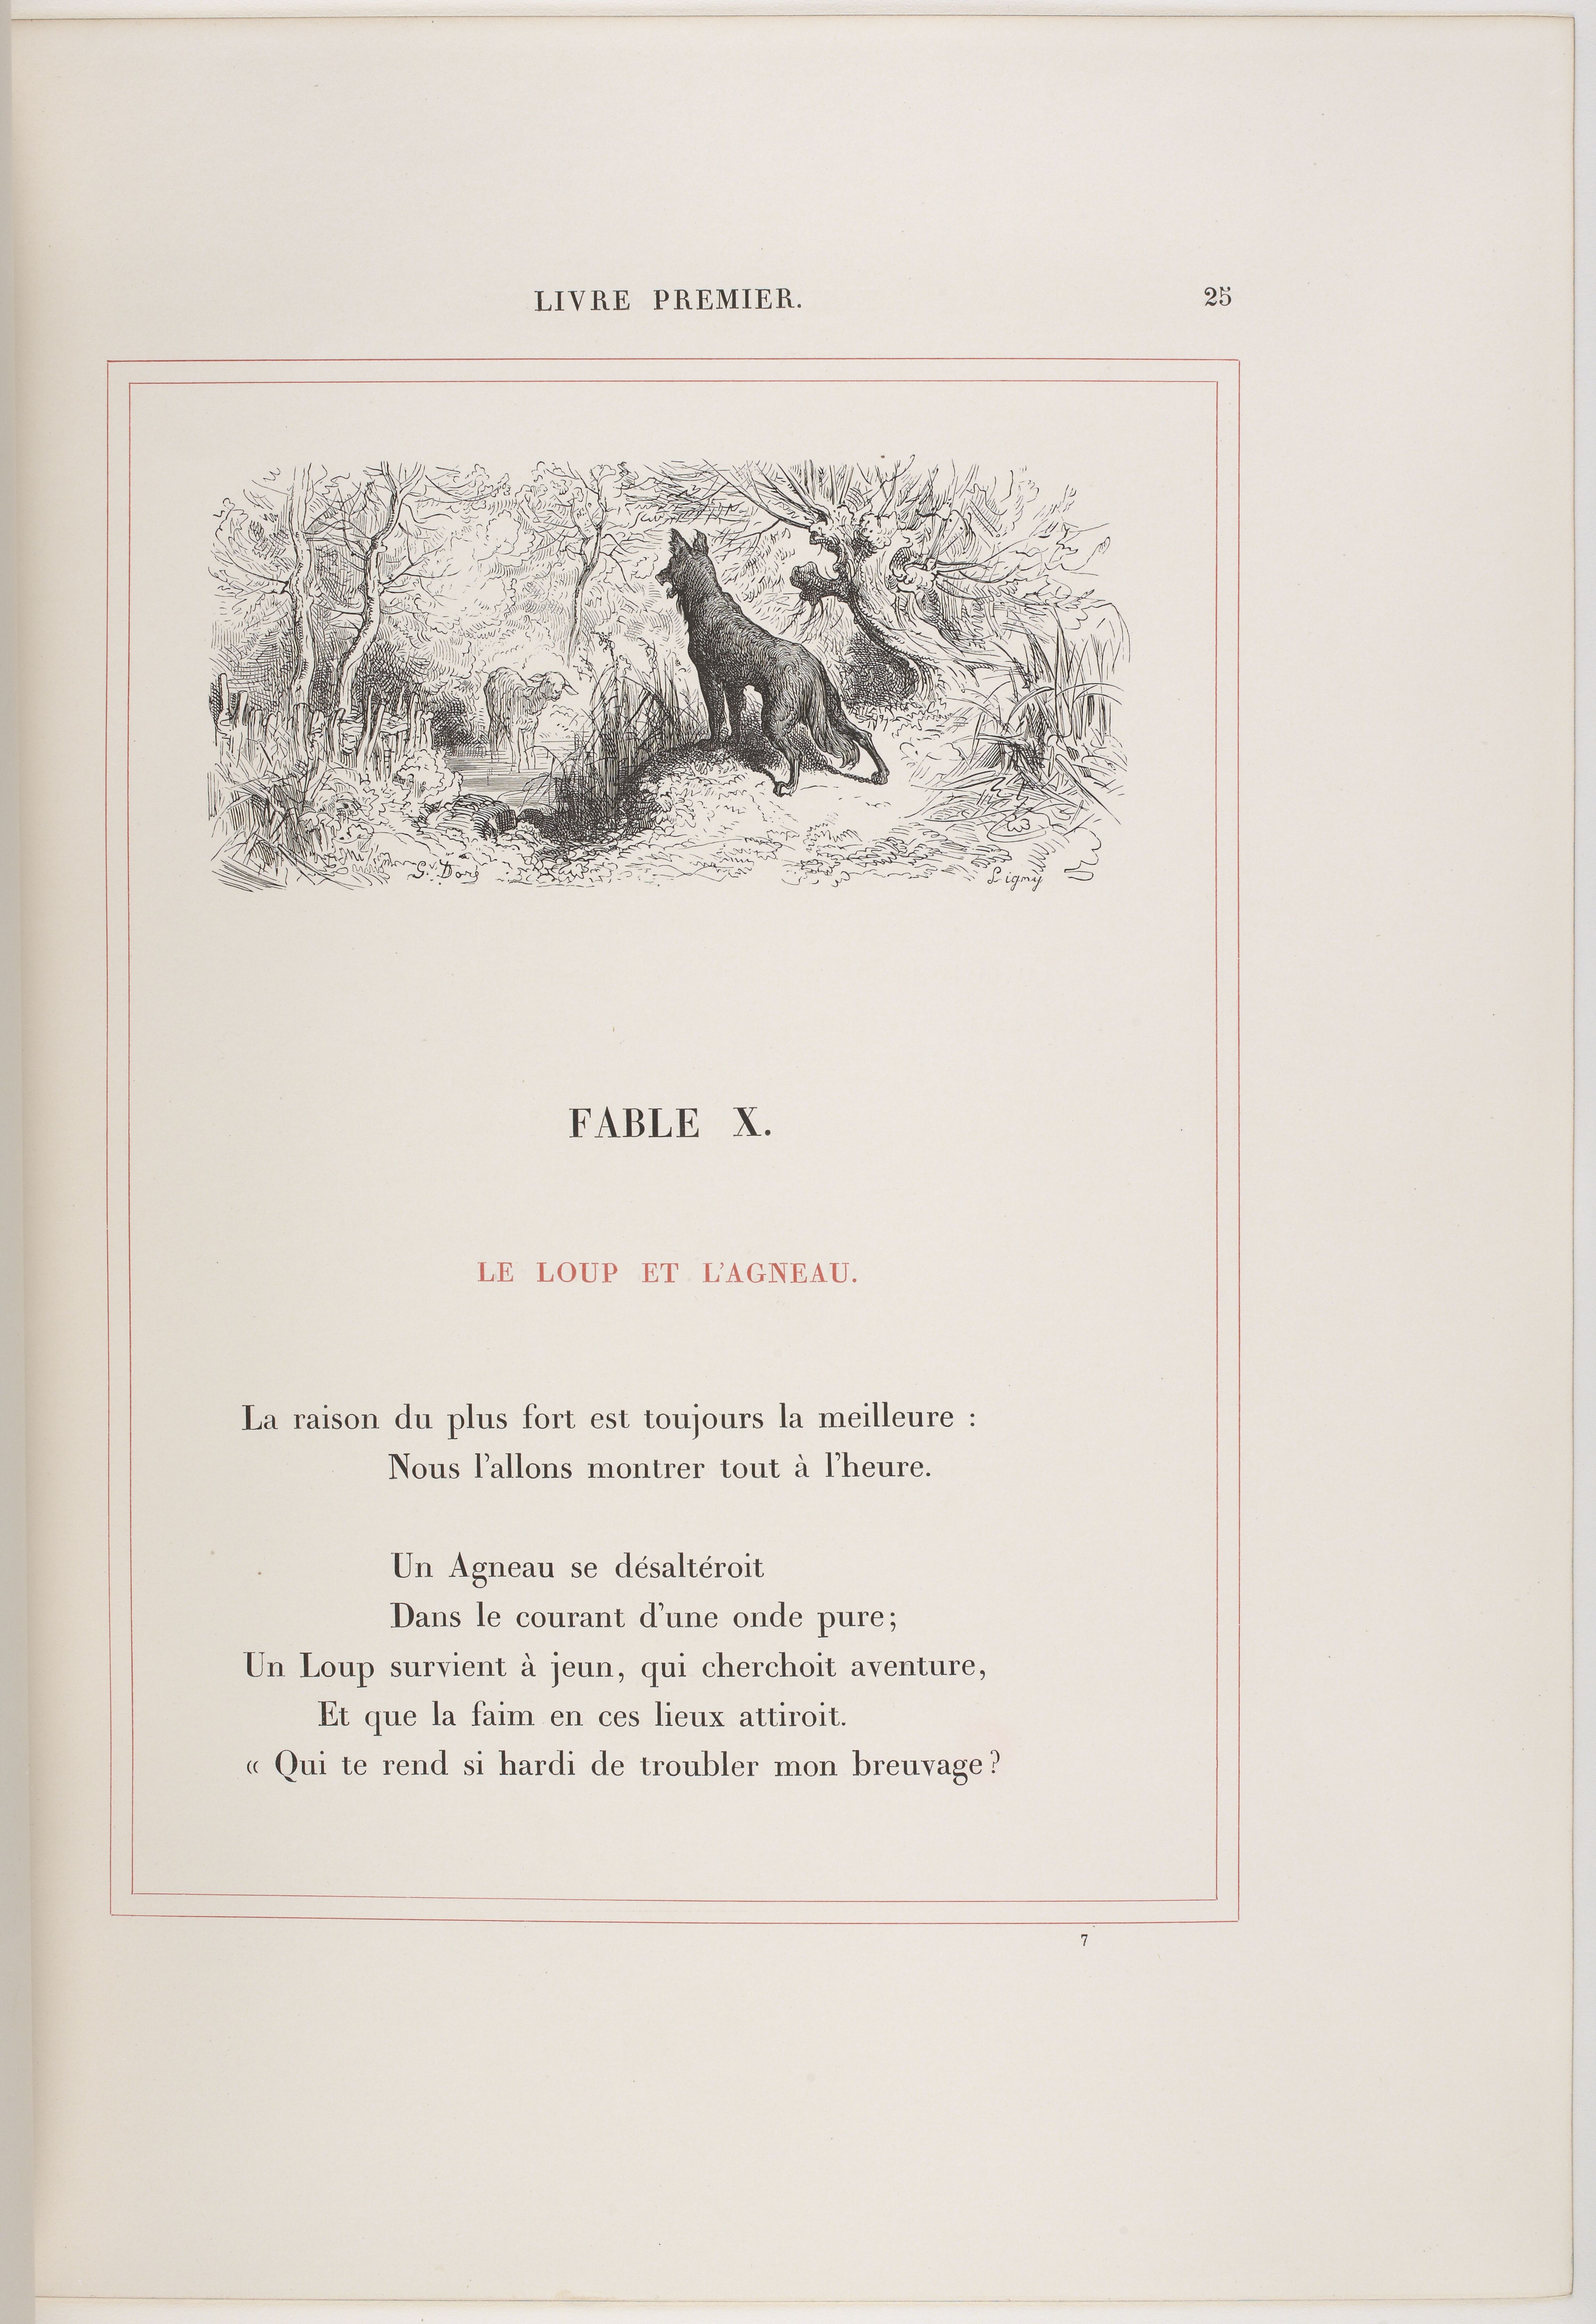 LIVRE PREMIER.
25
G. Doré
Pigny
FABLE X.
LE LOUP ET L'AGNEAU.
La raison du plus fort est toujours la meilleure :
Nous l'allons montrer tout à l'heure.
Un Agneau se désaltéroit
Dans le courant d'une onde pure;
Un Loup survient à jeun, qui cherchoit aventure,
Et que la faim en ces lieux attiroit.
« Qui te rend si hardi de troubler mon breuvage?
7